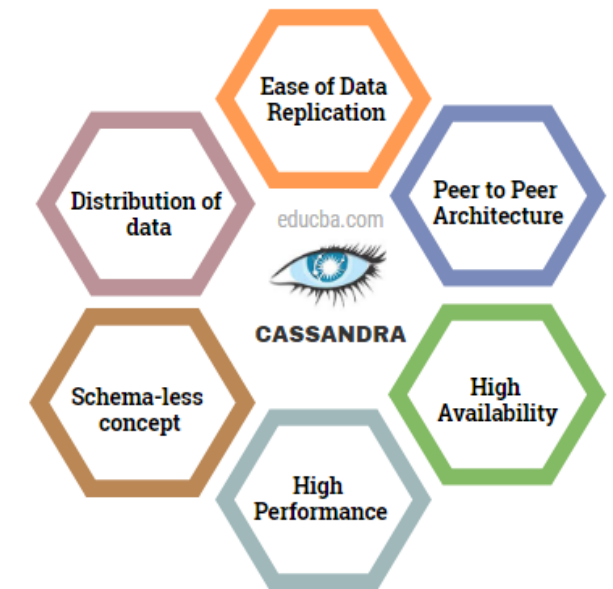 Ease of Data
Replication
Peer to Peer
Architecture
High
Availability
High
Performance
Schema-less
concept
Distribution of
data
educba.com
CASSANDRA